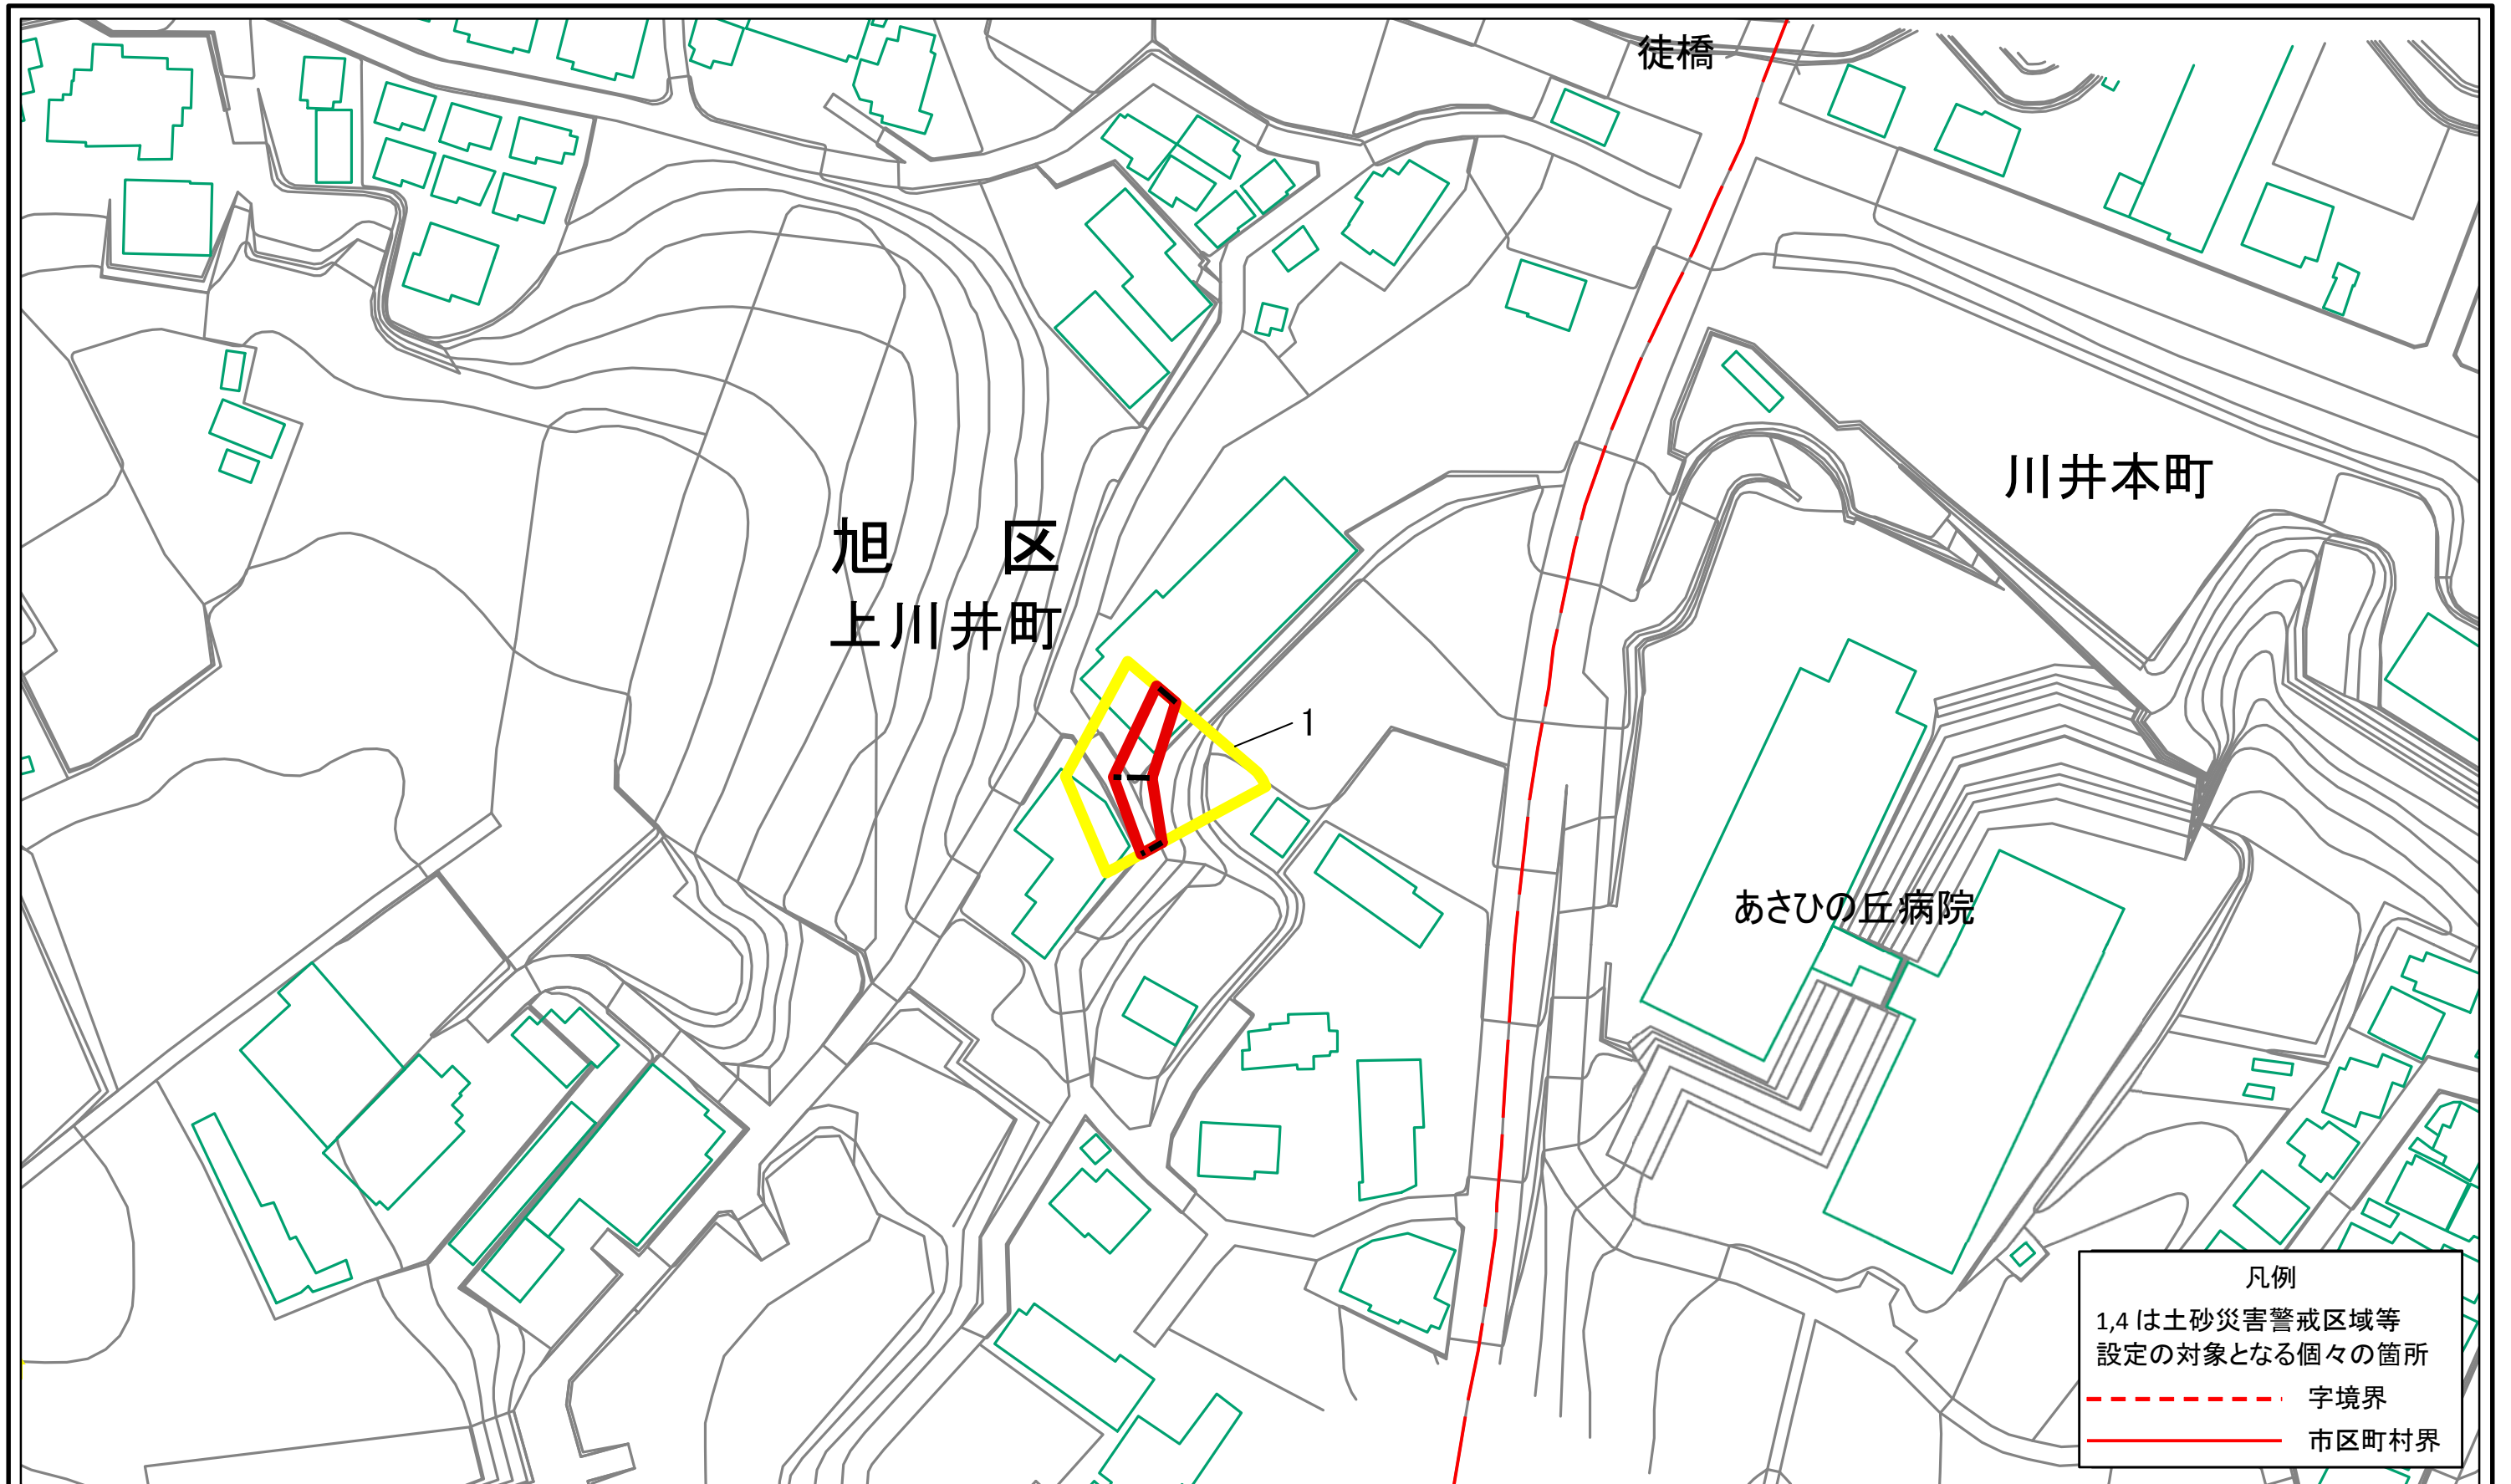 徒橋
川井本町
旭 区
上川井町
1
あさひの丘病院
凡例
1,4 は土砂災害警戒区域等
設定の対象となる個々の箇所
字境界
市区町村界